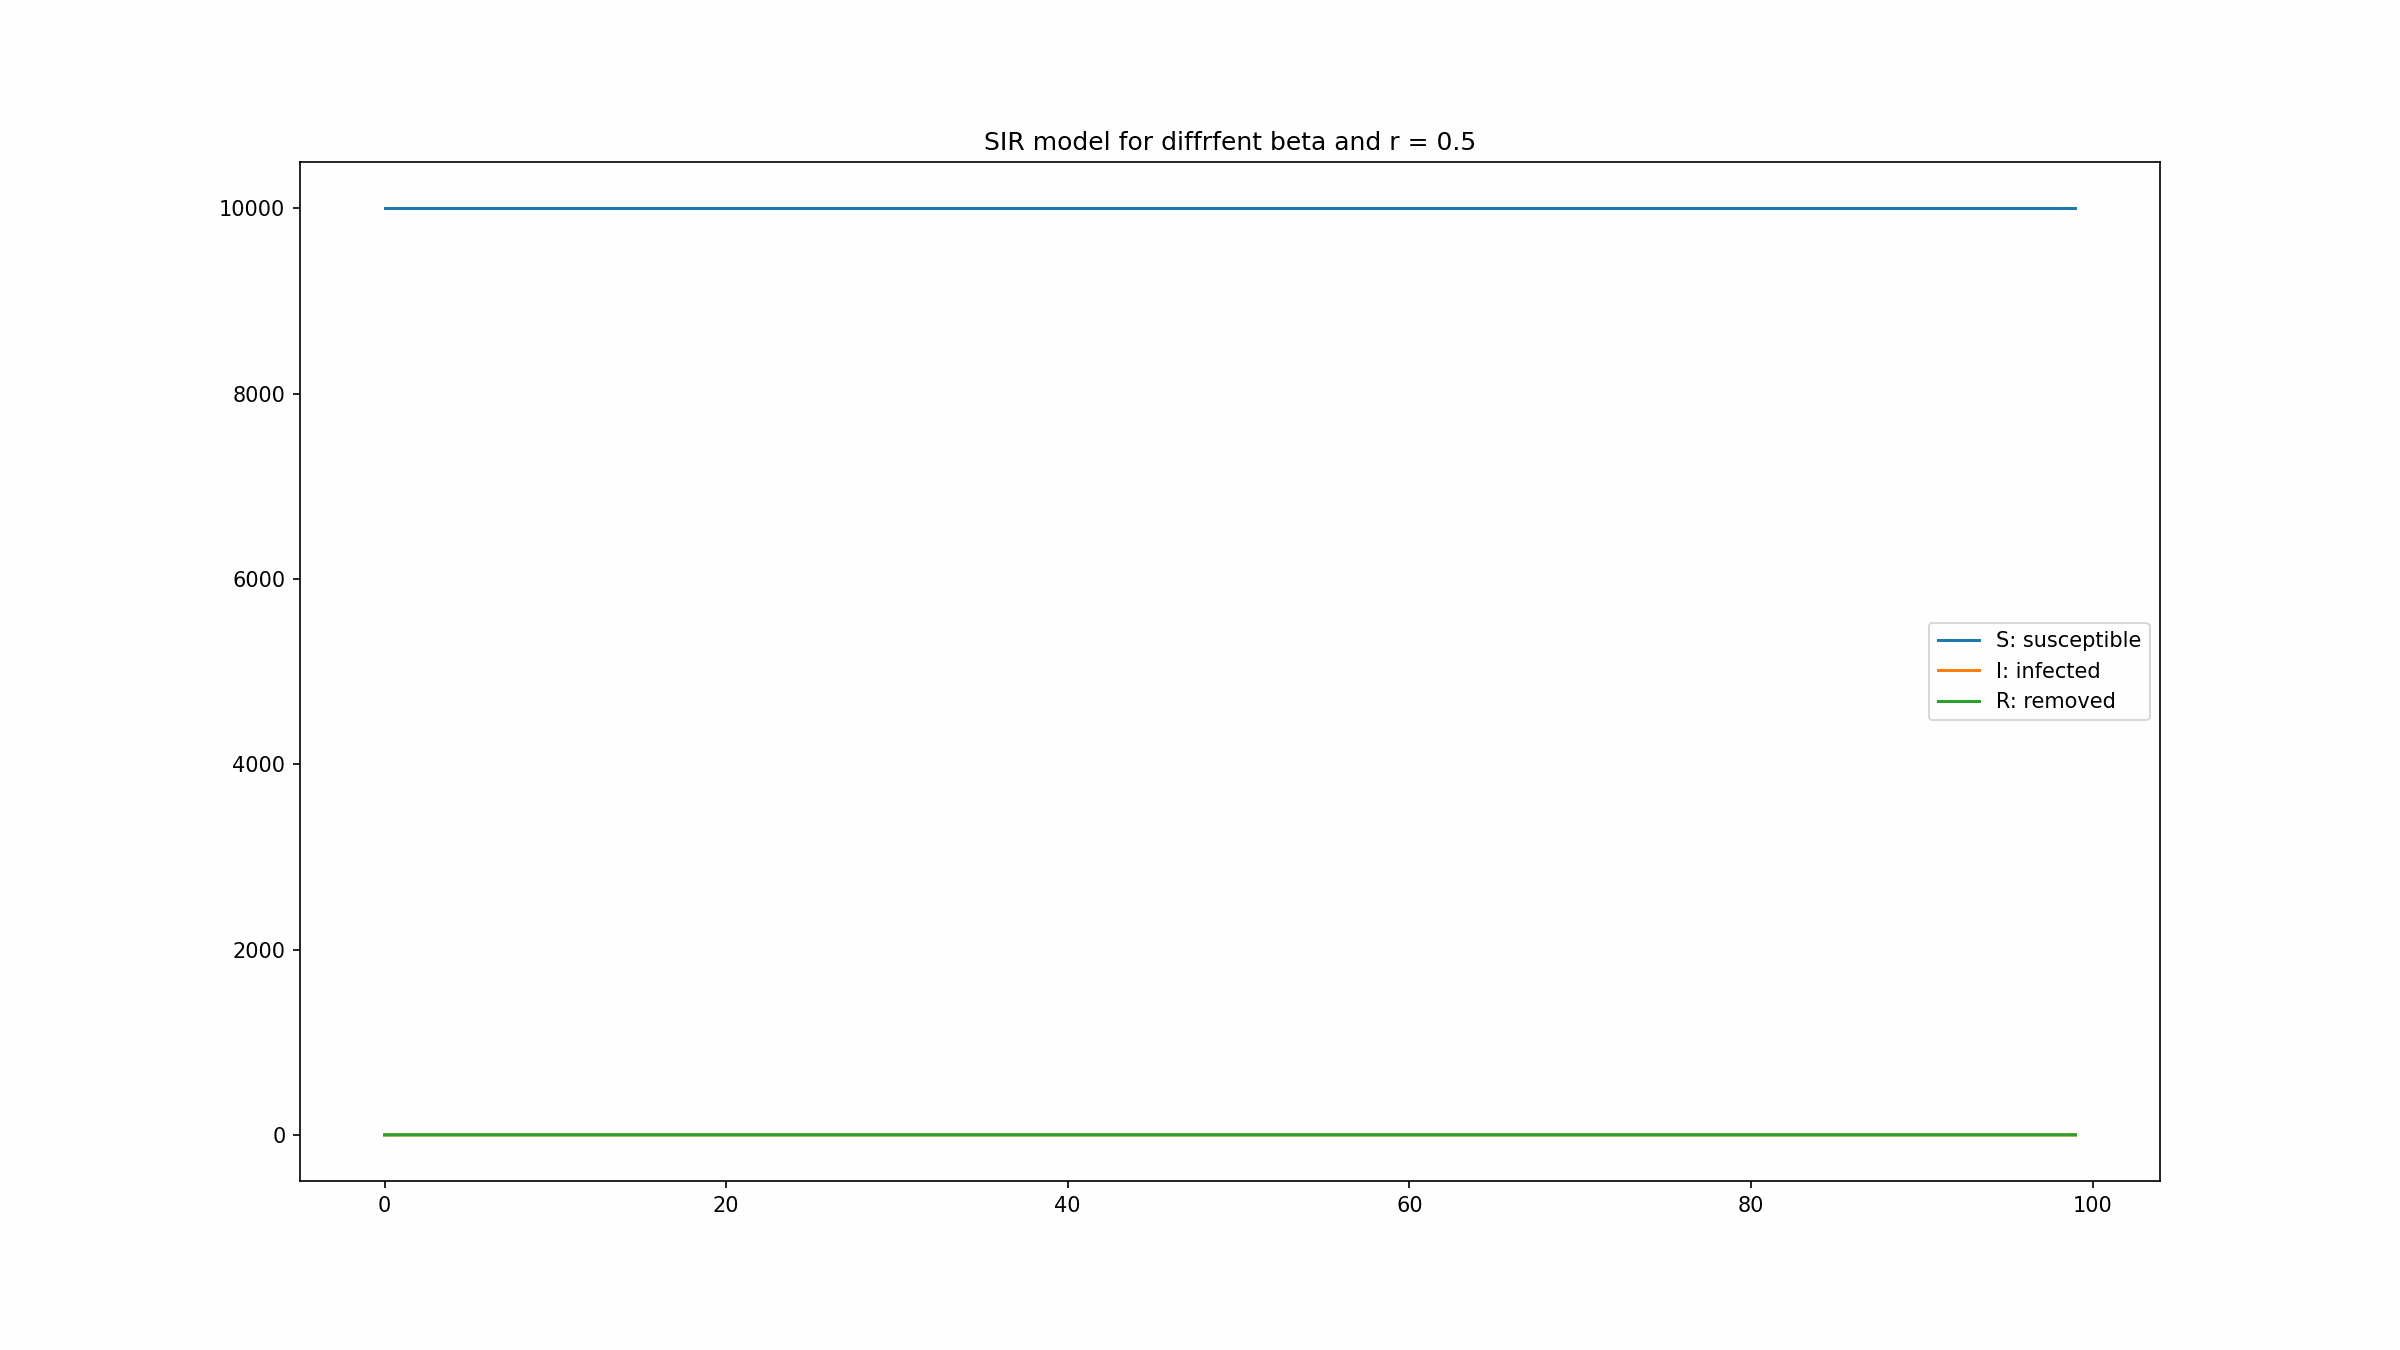 SIR model for diffrfent beta and r = 0.5
10000
8000
6000
4000
2000
0
S: susceptible
I: infected
R: removed
0 20 40 60 80 100